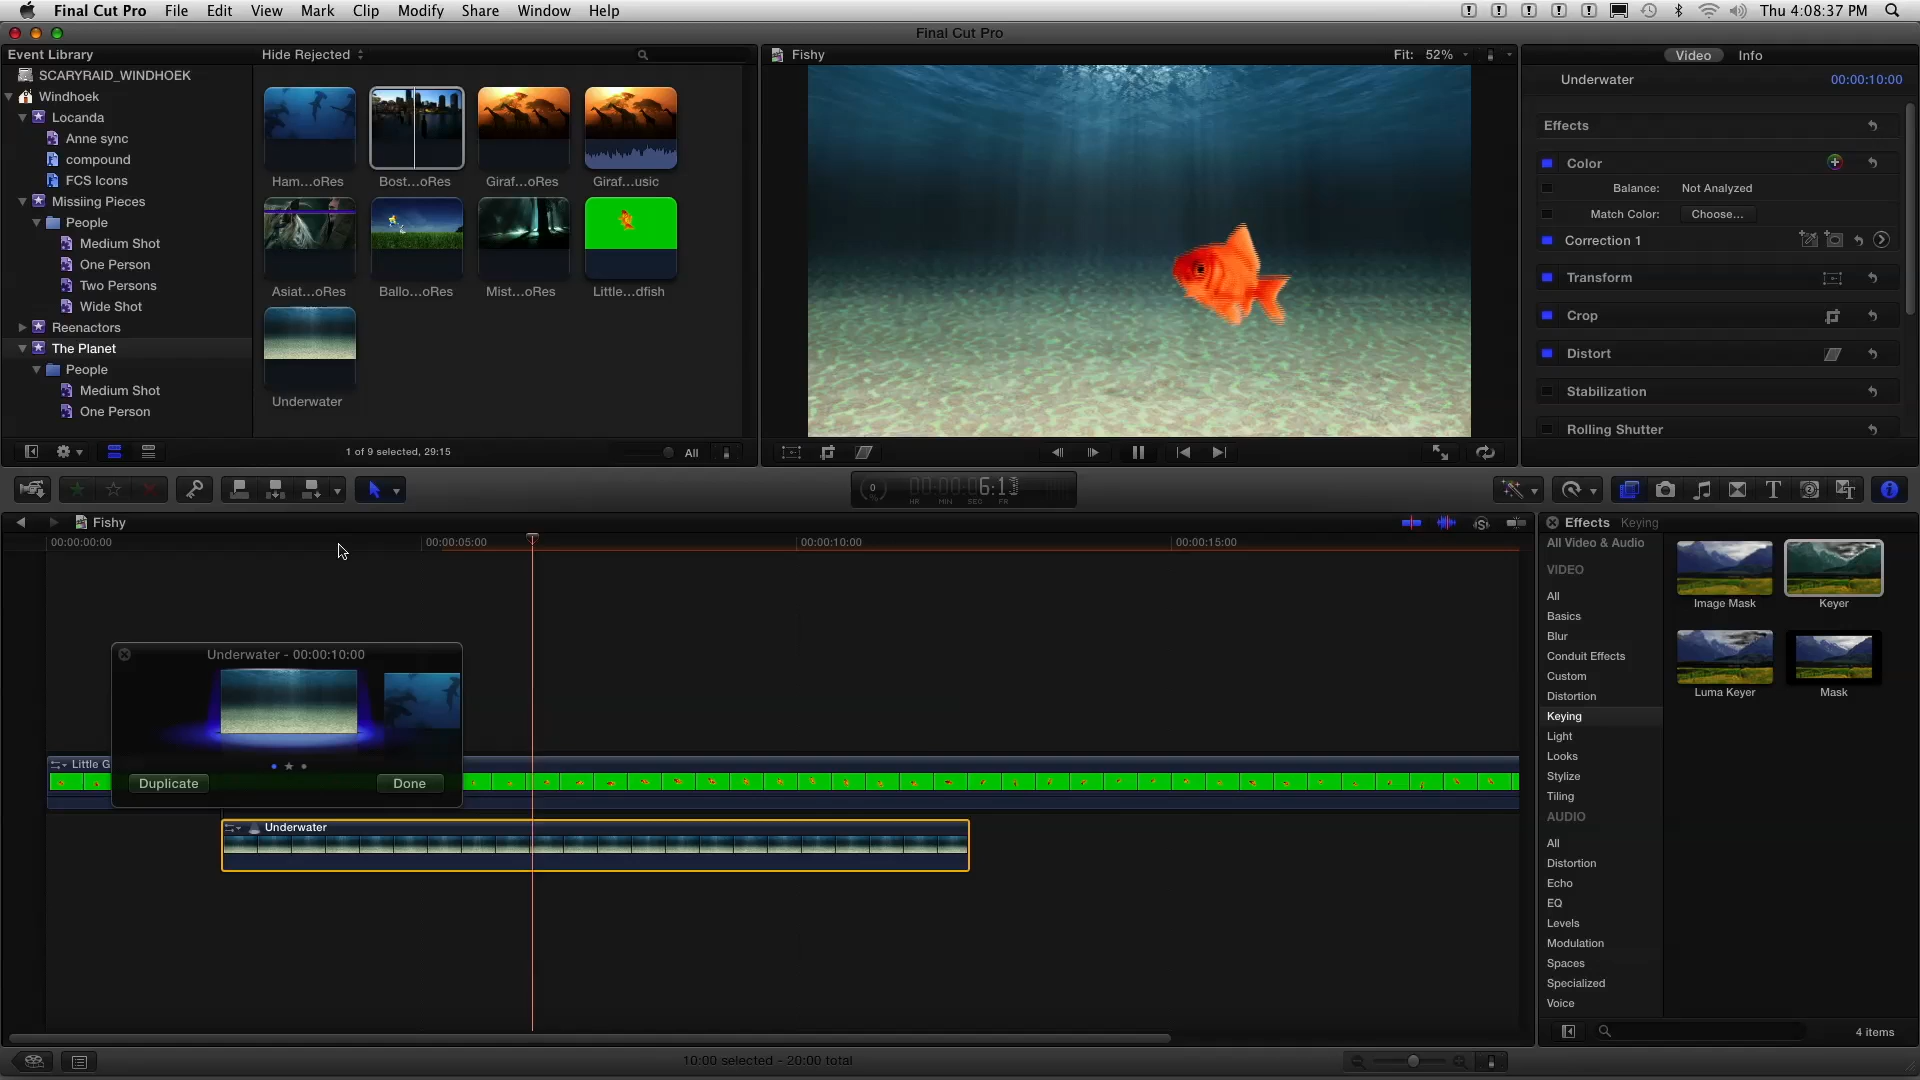 Final Cut Pro File Edit View Mark Clip Modify Share Window Help
Thu 4:08:37 PM
Final Cut Pro
Event Library
SCARYRAID_WINDHOEK
Windhoek
Locanda
Anne sync
compound
FCS Icons
Missiing Pieces
People
Medium Shot
One Person
Two Persons
Wide Shot
Reenactors
The Planet
People
Medium Shot
One Person
Hide Rejected
Ham...oRes
Bost...oRes
Giraf...oRes
Giraf...usic
Asiat...oRes
Ballo...oRes
Mist...oRes
Little...dfish
Underwater
1 of 9 selected, 29:15
All
Fishy
Fit: 52%
Video Info
Underwater 00:00:10:00
Effects
Color
Balance: Not Analyzed
Match Color: Choose...
Correction 1
Transform
Crop
Distort
Stabilization
Rolling Shutter
0
HR MIN SEC FR
Fishy
00:00:00:00
00:00:05:00
00:00:10:00
00:00:15:00
Underwater - 00:00:10:00
Duplicate
Done
Little G
Underwater
10:00 selected - 20:00 total
Effects Keying
All Video & Audio
VIDEO
All
Basics
Blur
Conduit Effects
Custom
Distortion
Keying
Light
Looks
Stylize
Tiling
AUDIO
All
Distortion
Echo
EQ
Levels
Modulation
Spaces
Specialized
Voice
Image Mask
Keyer
Luma Keyer
Mask
4 items